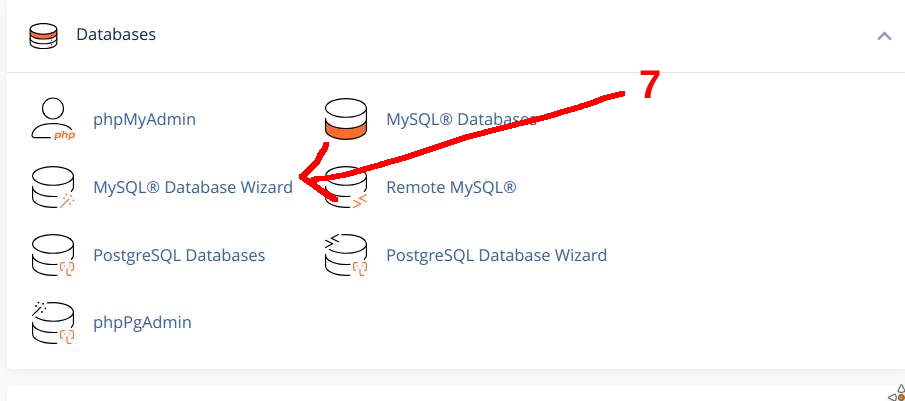 Databases
7
phpMyAdmin
MySQL® Databases
MySQL® Database Wizard
Remote MySQL®
PostgreSQL Databases
PostgreSQL Database Wizard
phpPgAdmin
php